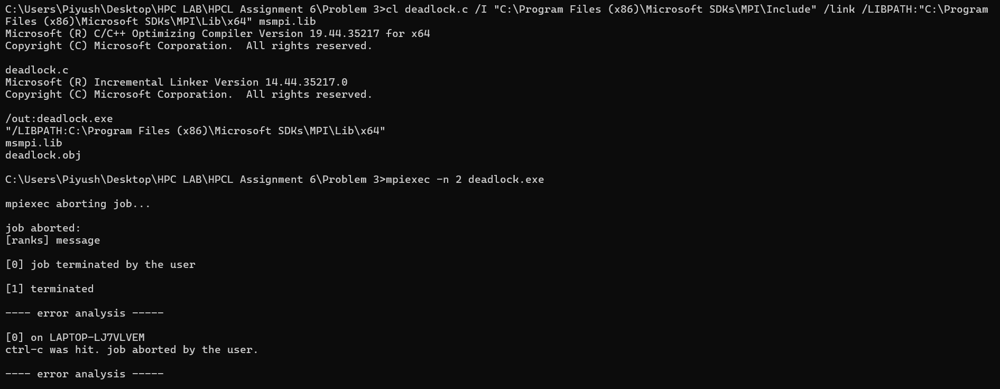 C:\Users\Piyush\Desktop\HPC LAB\HPCL Assignment 6\Problem 3>cl deadlock.c /I "C:\Program Files (x86)\Microsoft SDKs\MPI\Include" /link /LIBPATH:"C:\Program
Files (x86)\Microsoft SDKs\MPI\Lib\x64" msmpi.lib
Microsoft (R) C/C++ Optimizing Compiler Version 19.44.35217 for x64
Copyright (C) Microsoft Corporation.  All rights reserved.

deadlock.c
Microsoft (R) Incremental Linker Version 14.44.35217.0
Copyright (C) Microsoft Corporation.  All rights reserved.

/out:deadlock.exe
"/LIBPATH:C:\Program Files (x86)\Microsoft SDKs\MPI\Lib\x64"
msmpi.lib
deadlock.obj

C:\Users\Piyush\Desktop\HPC LAB\HPCL Assignment 6\Problem 3>mpiexec -n 2 deadlock.exe

mpiexec aborting job...

job aborted:
[ranks] message

[0] job terminated by the user

[1] terminated

---- error analysis -----

[0] on LAPTOP-LJ7VLVEM
ctrl-c was hit. job aborted by the user.

---- error analysis -----